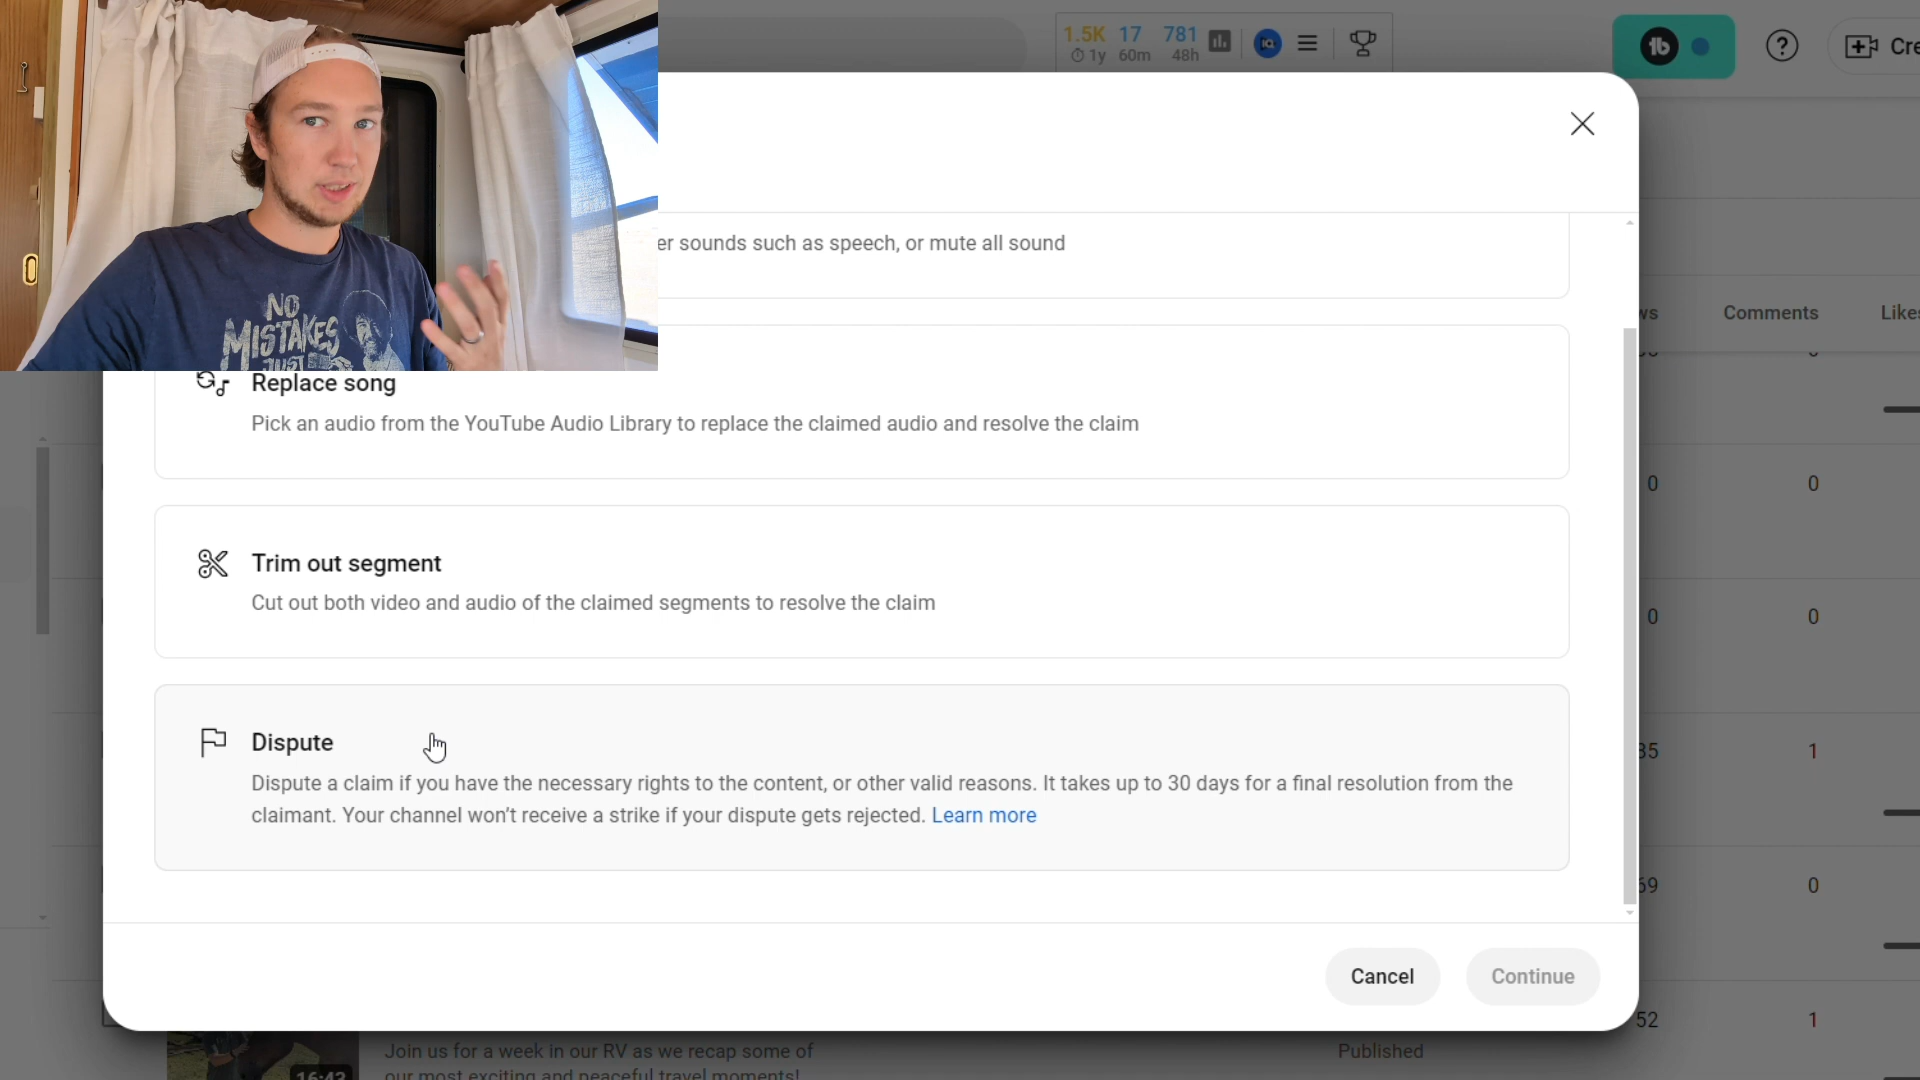 1.5K 17 781
1y 60m 48h
Cre
er sounds such as speech, or mute all sound
NO
MISTAKES
JUST
Comments
Likes
Replace song
Pick an audio from the YouTube Audio Library to replace the claimed audio and resolve the claim
0 0
Trim out segment
Cut out both video and audio of the claimed segments to resolve the claim
0 0
Dispute
35 1
Dispute a claim if you have the necessary rights to the content, or other valid reasons. It takes up to 30 days for a final resolution from the
claimant. Your channel won't receive a strike if your dispute gets rejected. Learn more
69 0
Cancel
Continue
52 1
Join us for a week in our RV as we recap some of
Published
16:42
our most exciting and peaceful travel moments!